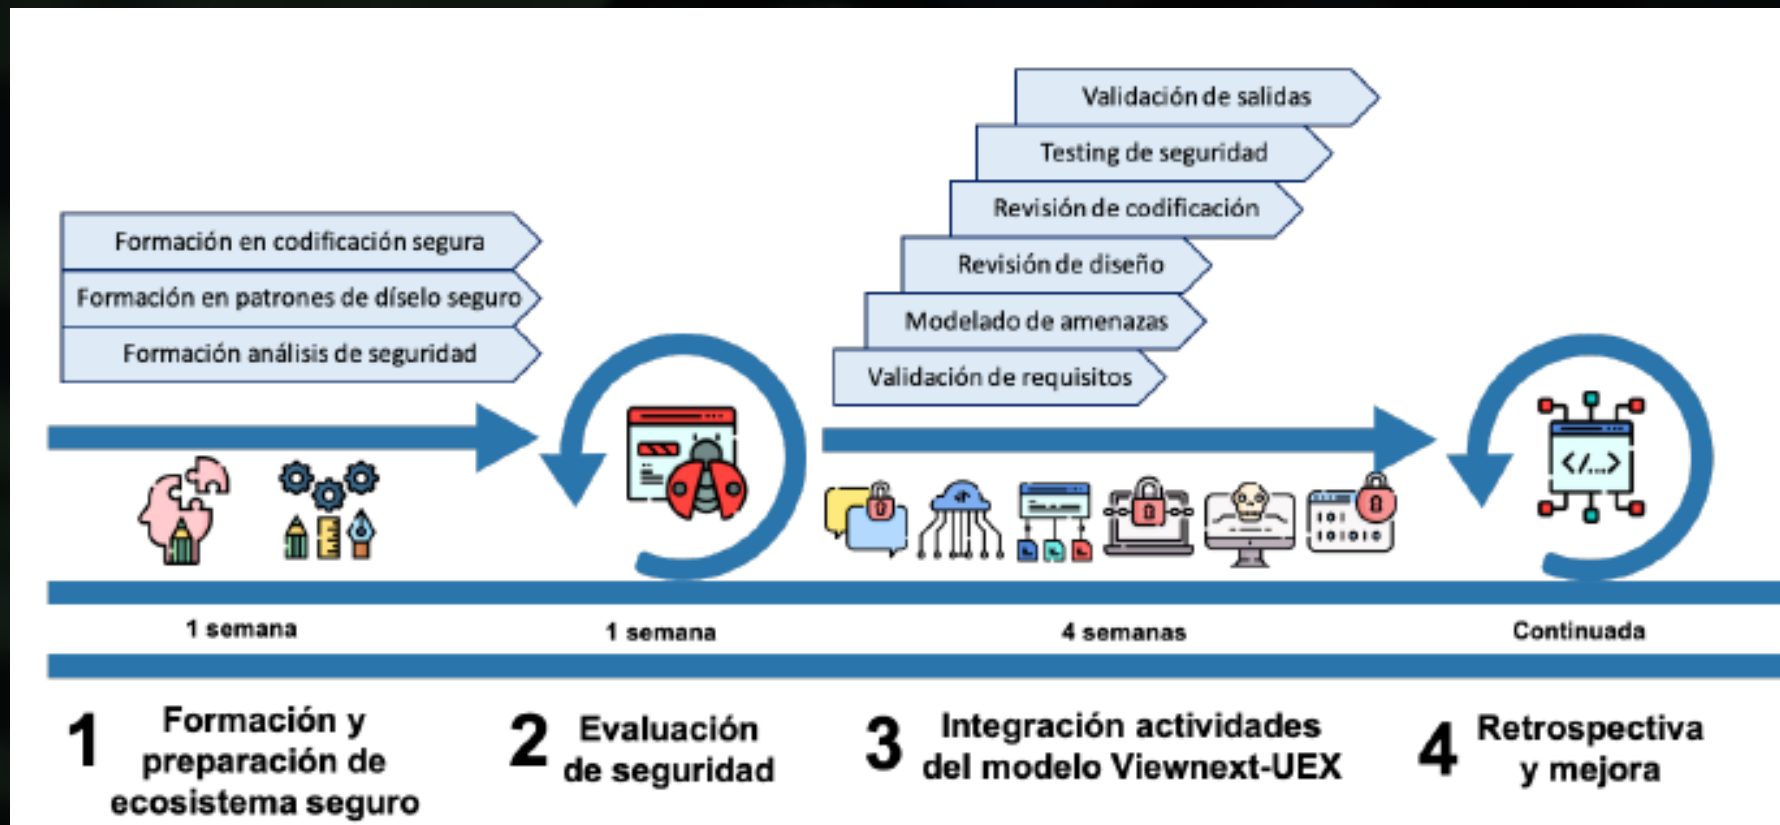 Validación de salidas
Testing de seguridad
Revisión de codificación
Revisión de diseño
Modelado de amenazas
Validación de requisitos
Formación en codificación segura
Formación en patrones de díselo seguro
Formación análisis de seguridad
</...>
101
101010
1 semana
1 semana
4 semanas
Continuada
1
Formación y
preparación de
ecosistema seguro
2
Evaluación
de seguridad
3
Integración actividades
del modelo Viewnext-UEX
4
Retrospectiva
y mejora